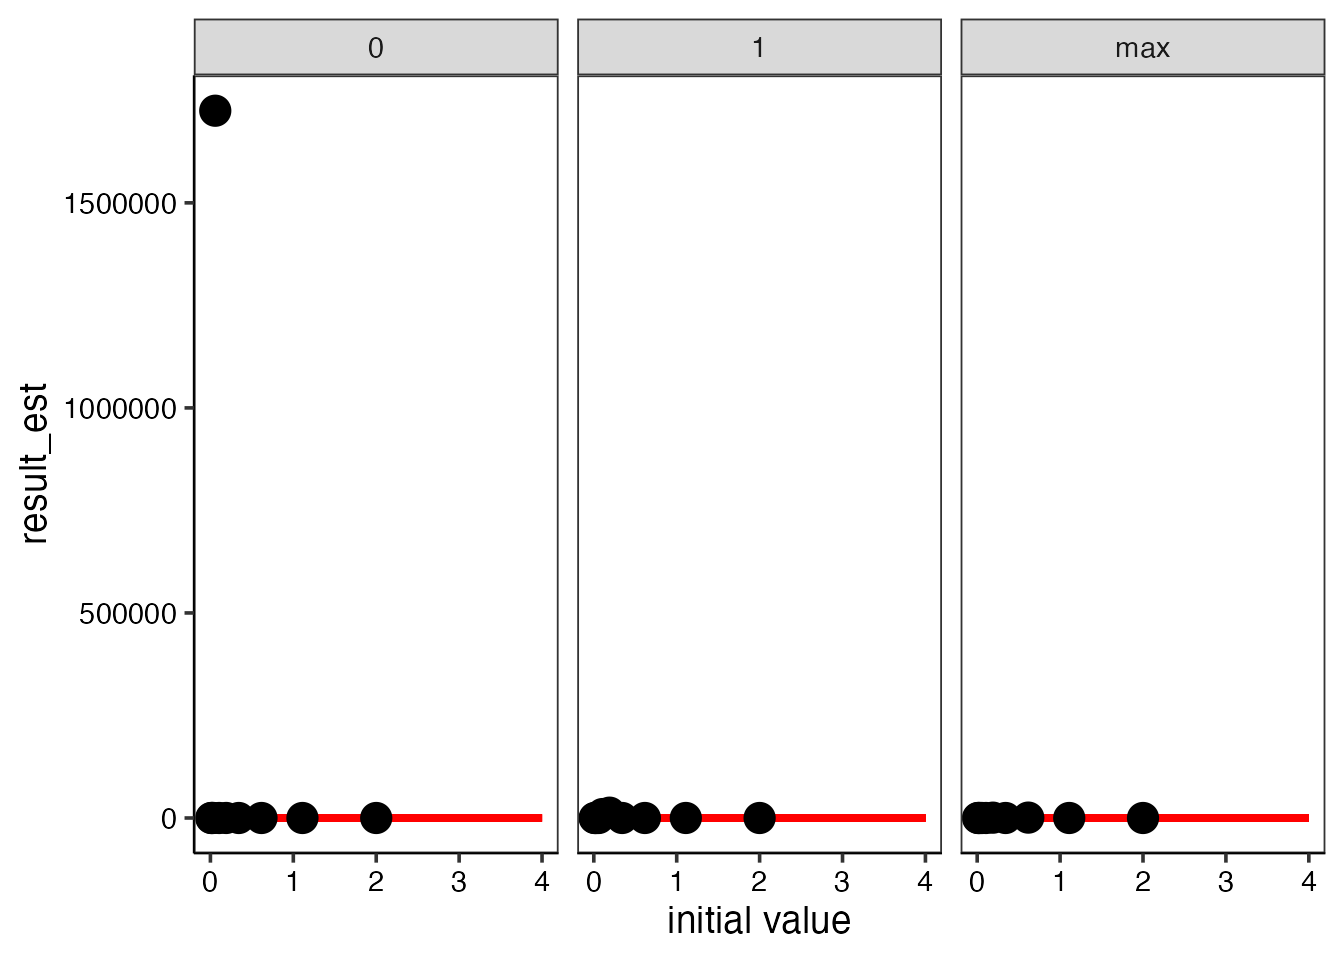 0
1
max
1500000
1000000
500000
0
result_est
0 1 2 3 4
0 1 2 3 4
0 1 2 3 4
initial value